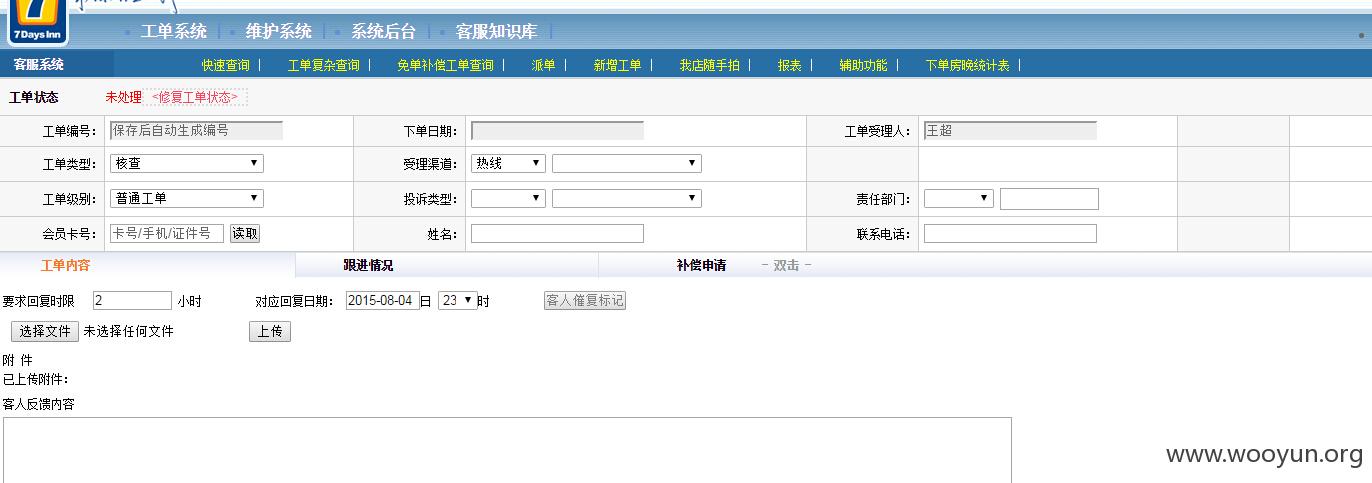 7
7 Days Inn
工单系统 维护系统 系统后台 客服知识库
客服系统 快速查询 工单复杂查询 免单补偿工单查询 派单 新增工单 我店随手拍 报表 辅助功能 下单房晚统计表
工单状态 未处理 <修复工单状态>
工单编号: 保存后自动生成编号 下单日期: 工单受理人: 王超
工单类型: 核查 受理渠道: 热线
工单级别: 普通工单 投诉类型: 责任部门:
会员卡号: 卡号/手机/证件号 读取 姓名: 联系电话:
工单内容 跟进情况 补偿申请 - 双击 -
要求回复时限 2 小时 对应回复日期: 2015-08-04 日 23 时 客人催复标记
选择文件 未选择任何文件 上传
附 件
已上传附件:
客人反馈内容
www.wooyun.org